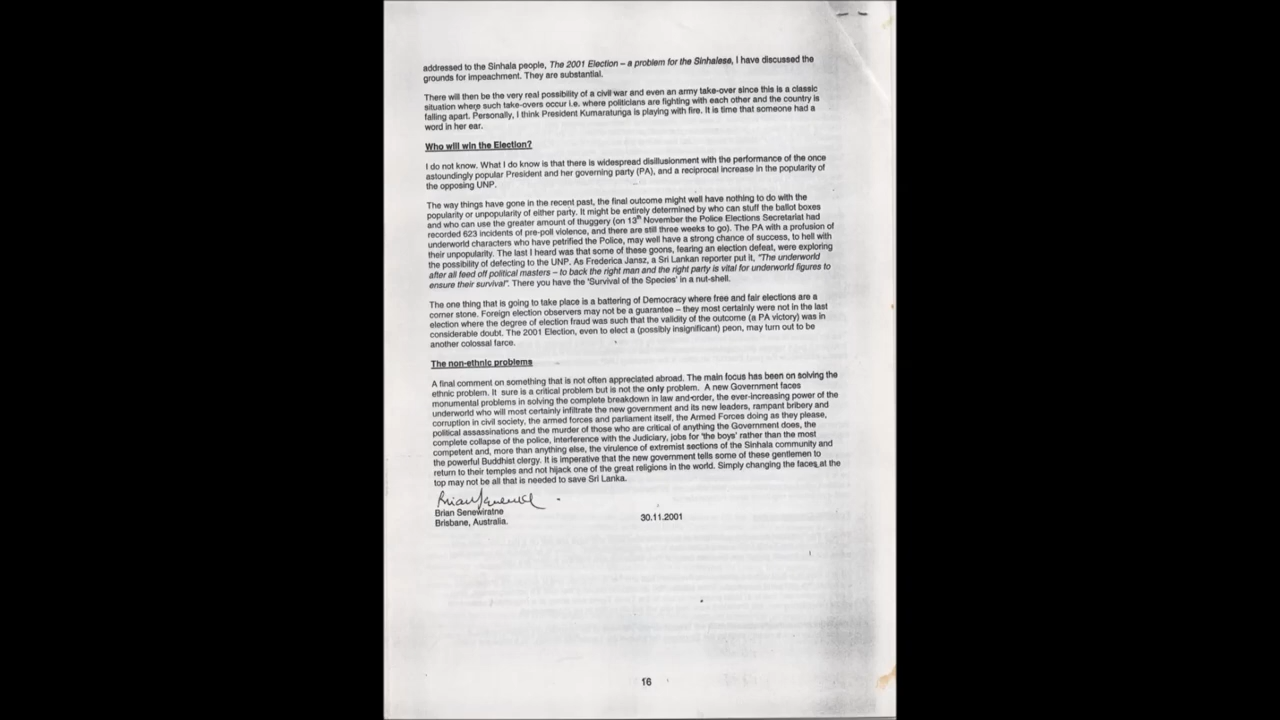 addressed to the Sinhala people, The 2001 Election – a problem for the Sinhalese, I have discussed the
grounds for impeachment. They are substantial.
There will then be the very real possibility of a civil war and even an army take-over since this is a classic
situation where such take-overs occur i.e. where politicians are fighting with each other and the country is
falling apart. Personally, I think President Kumaratunga is playing with fire. It is time that someone had a
word in her ear.
Who will win the Election?
I do not know. What I do know is that there is widespread disillusionment with the performance of the once
astoundingly popular President and her governing party (PA), and a reciprocal increase in the popularity of
the opposing UNP.
The way things have gone in the recent past, the final outcome might well have nothing to do with the
popularity or unpopularity of either party. It might be entirely determined by who can stuff the ballot boxes
and who can use the greater amount of thuggery (on 13th November the Police Elections Secretariat had
recorded 623 incidents of pre-poll violence, and there are still three weeks to go). The PA with a profusion of
underworld characters who have petrified the Police, may well have a strong chance of success, to hell with
their unpopularity. The last I heard was that some of these goons, fearing an election defeat, were exploring
the possibility of defecting to the UNP. As Frederica Jansz, a Sri Lankan reporter put it, "The underworld
after all feed off political masters – to back the right man and the right party is vital for underworld figures to
ensure their survival". There you have the 'Survival of the Species' in a nut-shell.
The one thing that is going to take place is a battering of Democracy where free and fair elections are a
corner stone. Foreign election observers may not be a guarantee – they most certainly were not in the last
election where the degree of election fraud was such that the validity of the outcome (a PA victory) was in
considerable doubt. The 2001 Election, even to elect a (possibly insignificant) peon, may turn out to be
another colossal farce.
The non-ethnic problems
A final comment on something that is not often appreciated abroad. The main focus has been on solving the
ethnic problem. It sure is a critical problem but is not the only problem. A new Government faces
monumental problems in solving the complete breakdown in law and order, the ever-increasing power of the
underworld who will most certainly infiltrate the new government and its new leaders, rampant bribery and
corruption in civil society, the armed forces and parliament itself, the Armed Forces doing as they please,
political assassinations and the murder of those who are critical of anything the Government does, the
complete collapse of the police, interference with the Judiciary, jobs for 'the boys' rather than the most
competent and, more than anything else, the virulence of extremist sections of the Sinhala community and
the powerful Buddhist clergy. It is imperative that the new government tells some of these gentlemen to
return to their temples and not hijack one of the great religions in the world. Simply changing the faces at the
top may not be all that is needed to save Sri Lanka.
Brian Senewiratne
Brian Senewiratne
Brisbane, Australia. 30.11.2001
16